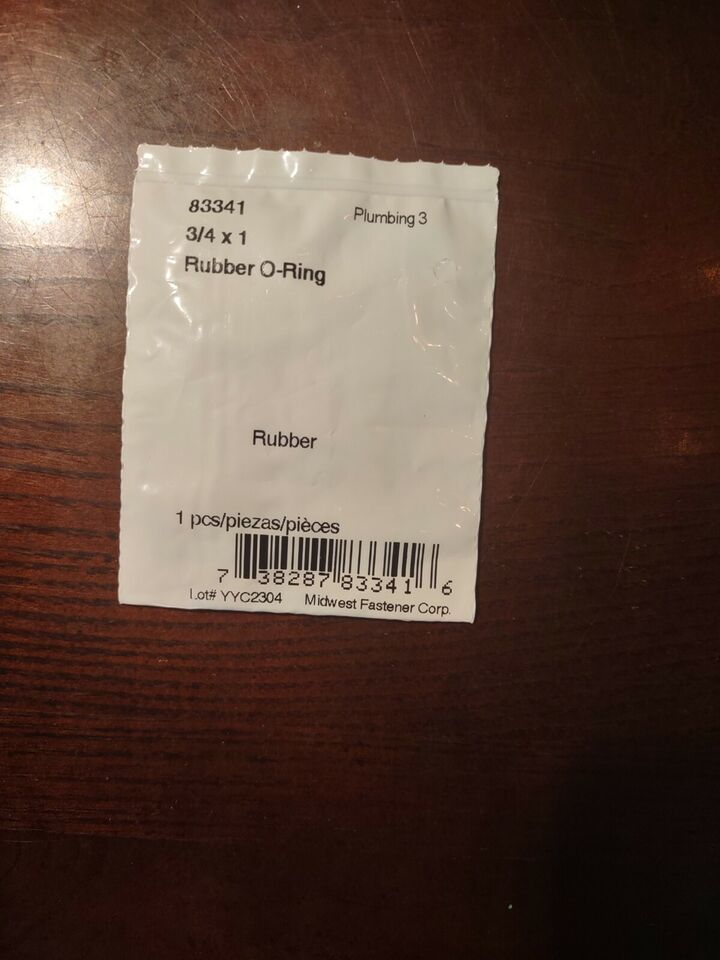 83341
Plumbing 3
3/4 x 1
Rubber O-Ring
Rubber
1 pcs/piezas/pièces
7 38287 83341 6
Lot# YYC2304 Midwest Fastener Corp.